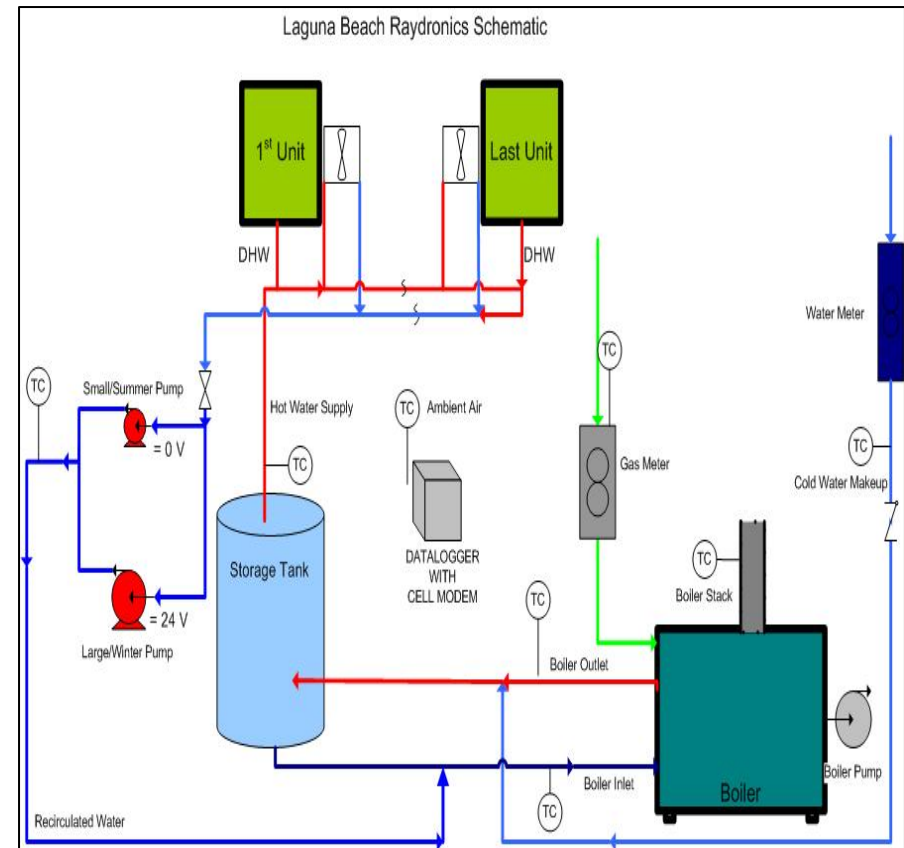 Laguna Beach Raydronics Schematic
1st Unit
Last Unit
DHW
DHW
Water Meter
TC
TC
Small/Summer Pump
= 0 V
Hot Water Supply
TC
Ambient Air
TC
Gas Meter
TC
Cold Water Makeup
Storage Tank
DATALOGGER
WITH
CELL MODEM
TC
Boiler Stack
= 24 V
Large/Winter Pump
TC
Boiler Outlet
Boiler Pump
Boiler Inlet
TC
Boiler
Recirculated Water